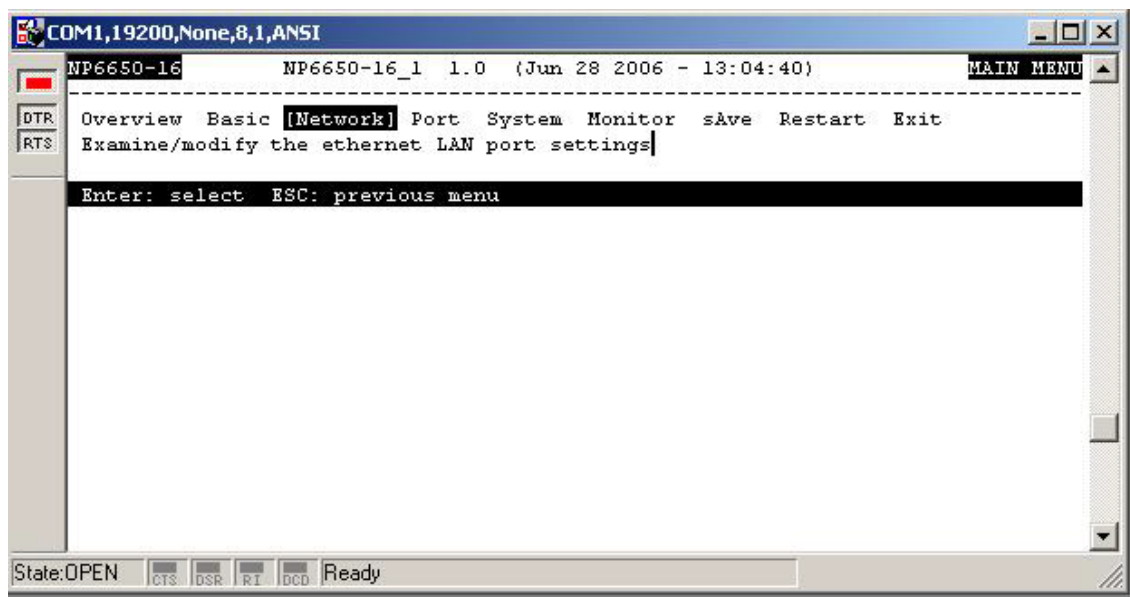 COM1,19200,None,8,1,ANSI
NP6650-16 NP6650-16_1 1.0 (Jun 28 2006 - 13:04:40) MAIN MENU
--------------------------------------------------------------------------------
DTR Overview Basic [Network] Port System Monitor sAve Restart Exit
RTS Examine/modify the ethernet LAN port settings
Enter: select ESC: previous menu
State:OPEN CTS DSR RI DCD Ready